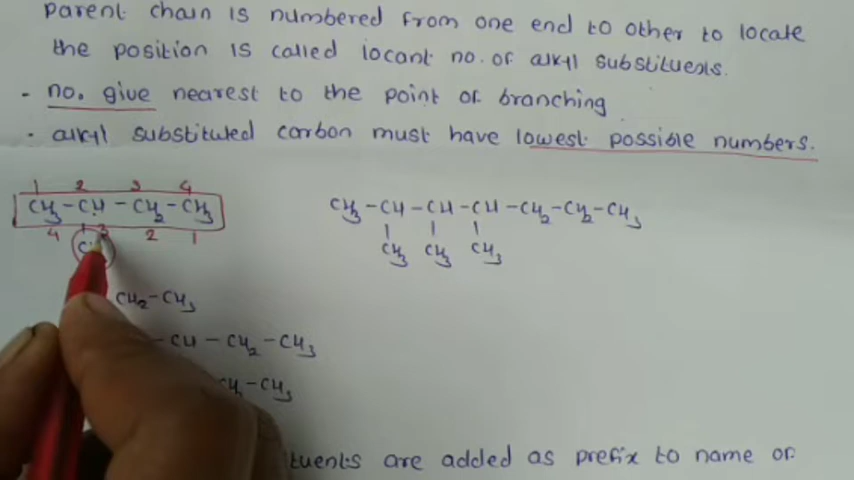 parent chain is numbered from one end to other to locate
the position is called locant no. of alkyl substituents.
- no. give nearest to the point of branching
· alkyl substituted carbon must have lowest possible numbers.
1 2 3 4
CH3-CH-CH2-CH3
4 3 2 1
CH3-CH-CH-CH-CH2-CH2-CH3
CH3 CH3 CH3
CH2-CH3
-CH-CH2-CH3
-CH3
are added as prefix to name of